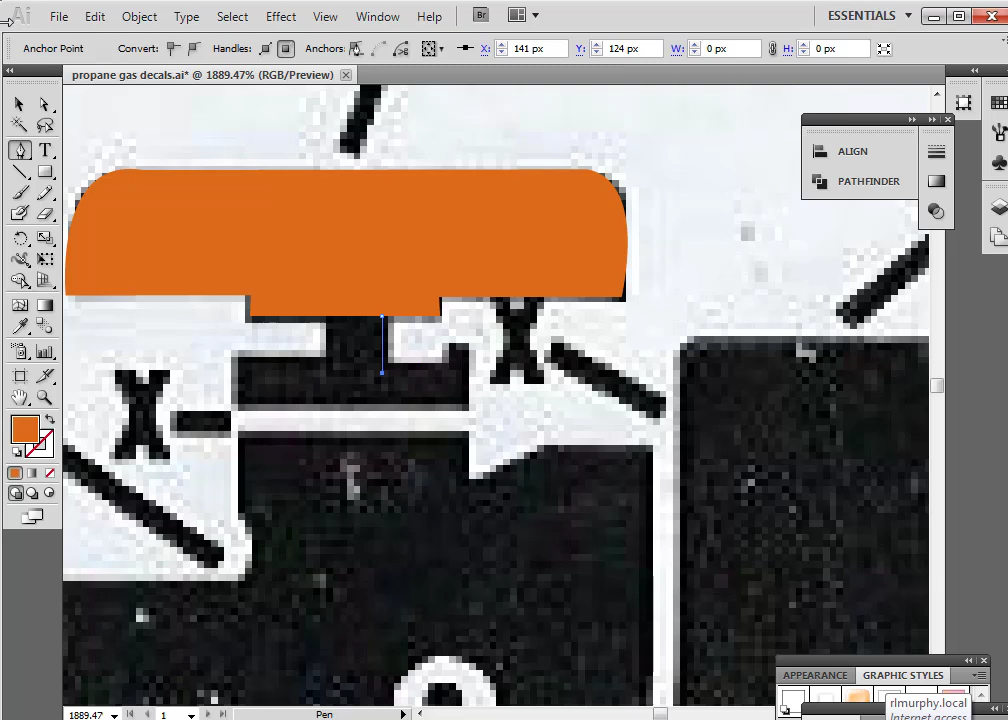 Ai File Edit Object Type Select Effect View Window Help Br ESSENTIALS
Anchor Point Convert: Handles: Anchors: X: 141 px Y: 124 px W: 0 px H: 0 px
propane gas decals.ai* @ 1889.47% (RGB/Preview)
ALIGN
PATHFINDER
T
APPEARANCE GRAPHIC STYLES
rlmurphy.local
Internet access
1889.47 1 Pen